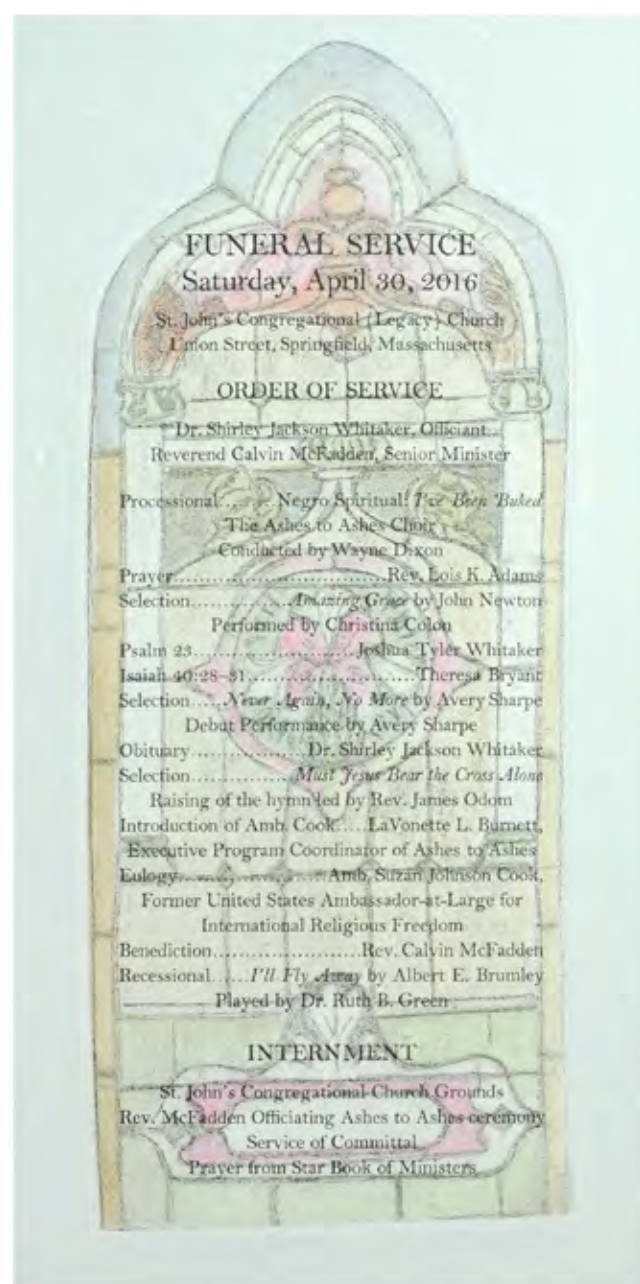 FUNERAL SERVICE
Saturday, April 30, 2016
St. John's Congregational (Legacy) Church
Union Street, Springfield, Massachusetts
ORDER OF SERVICE
Dr. Shirley Jackson Whitaker, Officiant
Reverend Calvin McFadden, Senior Minister
Processional.......... Negro Spiritual: I've Been 'Buked
The Ashes to Ashes Choir
Conducted by Wayne Dixon
Prayer................................Rev. Lois K. Adams
Selection...............Amazing Grace by John Newton
Performed by Christina Colon
Psalm 23........................Joshua Tyler Whitaker
Isaiah 40:28–31.........................Theresa Bryant
Selection.....Never Again, No More by Avery Sharpe
Debut Performance by Avery Sharpe
Obituary.................Dr. Shirley Jackson Whitaker
Selection...............Must Jesus Bear the Cross Alone
Raising of the hymn led by Rev. James Odom
Introduction of Amb. Cook.....LaVonette L. Burnett,
Executive Program Coordinator of Ashes to Ashes
Eulogy......................Amb. Suzan Johnson Cook,
Former United States Ambassador-at-Large for
International Religious Freedom
Benediction......................Rev. Calvin McFadden
Recessional......I'll Fly Away by Albert E. Brumley
Played by Dr. Ruth B. Green
INTERNMENT
St. John's Congregational Church Grounds
Rev. McFadden Officiating Ashes to Ashes ceremony
Service of Committal
Prayer from Star Book of Ministers